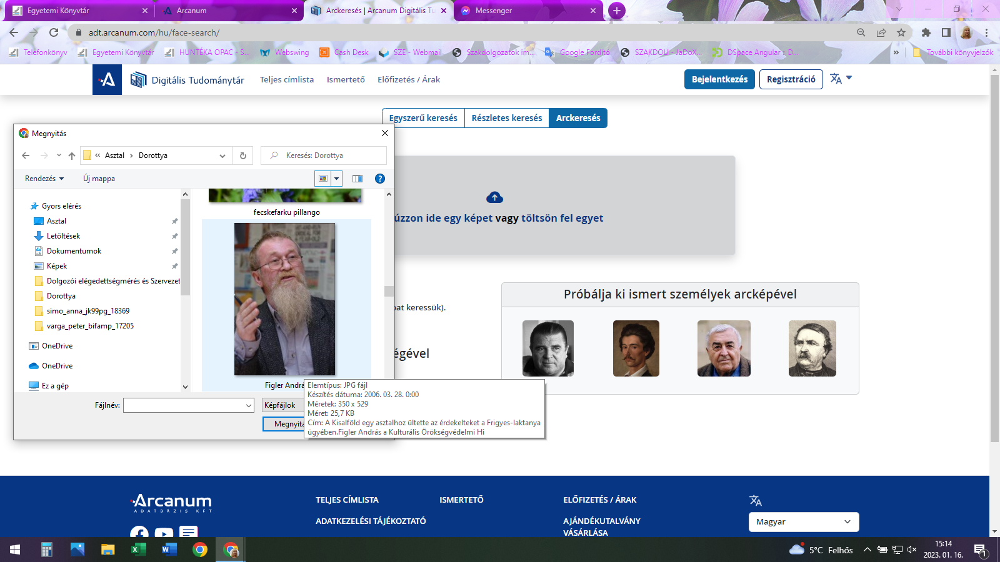 Egyetemi Könyvtár
Arcanum
Arckeresés | Arcanum Digitális Tu
Messenger
adt.arcanum.com/hu/face-search/
Telefonkönyv
Egyetemi Könyvtár
HUNTÉKA OPAC - S...
Webswing
Cash Desk
SZE - Webmail
Szakdolgozatok im...
Google Fordító
SZAKDOLI - JaDoX...
DSpace Angular :: D...
»
További könyvjelzők
Digitális Tudománytár
Teljes címlista
Ismertető
Előfizetés / Árak
Bejelentkezés
Regisztráció
Egyszerű keresés
Részletes keresés
Arckeresés
Megnyitás
« Asztal › Dorottya
Keresés: Dorottya
Rendezés
Új mappa
Gyors elérés
Asztal
Letöltések
Dokumentumok
Képek
Dolgozói elégedettségmérés és Szervezet
Dorottya
simo_anna_jk99pg_18369
varga_peter_bifamp_17205
OneDrive
OneDrive
Ez a gép
fecskefarku pillango
Figler Andrá
Fájlnév:
Képfájlok
Megnyitá
Elemtípus: JPG fájl
Készítés dátuma: 2006. 03. 28. 0:00
Méretek: 350 x 529
Méret: 25,7 KB
Cím: A Kisalföld egy asztalhoz ültette az érdekelteket a Frigyes-laktanya
ügyében.Figler András a Kulturális Örökségvédelmi Hi
úzzon ide egy képet vagy töltsön fel egyet
pat keressük).
égével
Próbálja ki ismert személyek arcképével
Arcanum
ADATBÁZIS KFT
TELJES CÍMLISTA
ISMERTETŐ
ELŐFIZETÉS / ÁRAK
ADATKEZELÉSI TÁJÉKOZTATÓ
AJÁNDÉKUTALVÁNY
VÁSÁRLÁSA
Magyar
5°C Felhős
15:14
2023. 01. 16.
1